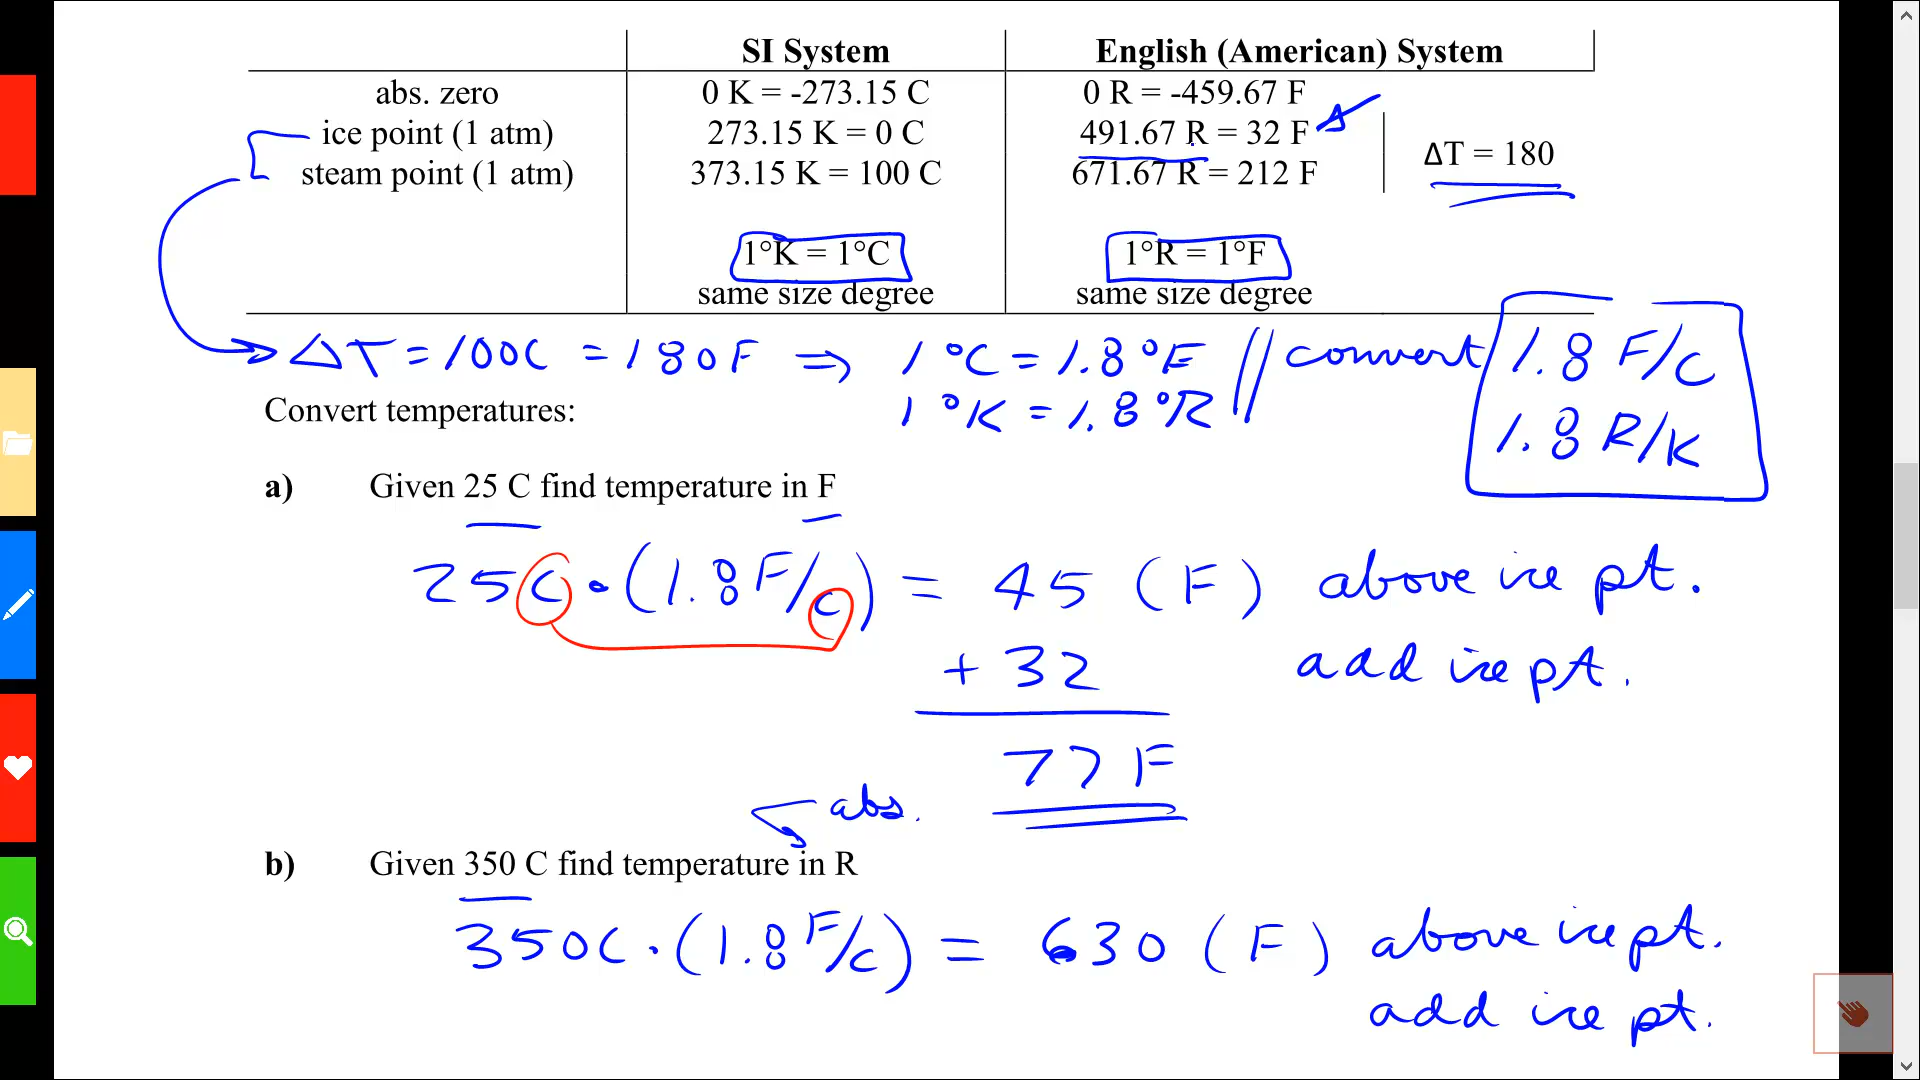 SI System English (American) System
abs. zero 0 K = -273.15 C 0 R = -459.67 F
ice point (1 atm) 273.15 K = 0 C 491.67 R = 32 F
steam point (1 atm) 373.15 K = 100 C 671.67 R = 212 F
ΔT = 180
1°K = 1°C 1°R = 1°F
same size degree same size degree
ΔT = 100C = 180F ⇒ 1°C = 1.8°F // convert 1.8 F/C
1°K = 1.8°R 1.8 R/K
Convert temperatures:
a) Given 25 C find temperature in F
25C • (1.8 F/C) = 45 (F) above ice pt.
+ 32 add ice pt.
77 F
abs.
b) Given 350 C find temperature in R
350C • (1.8 F/C) = 630 (F) above ice pt.
add ice pt.